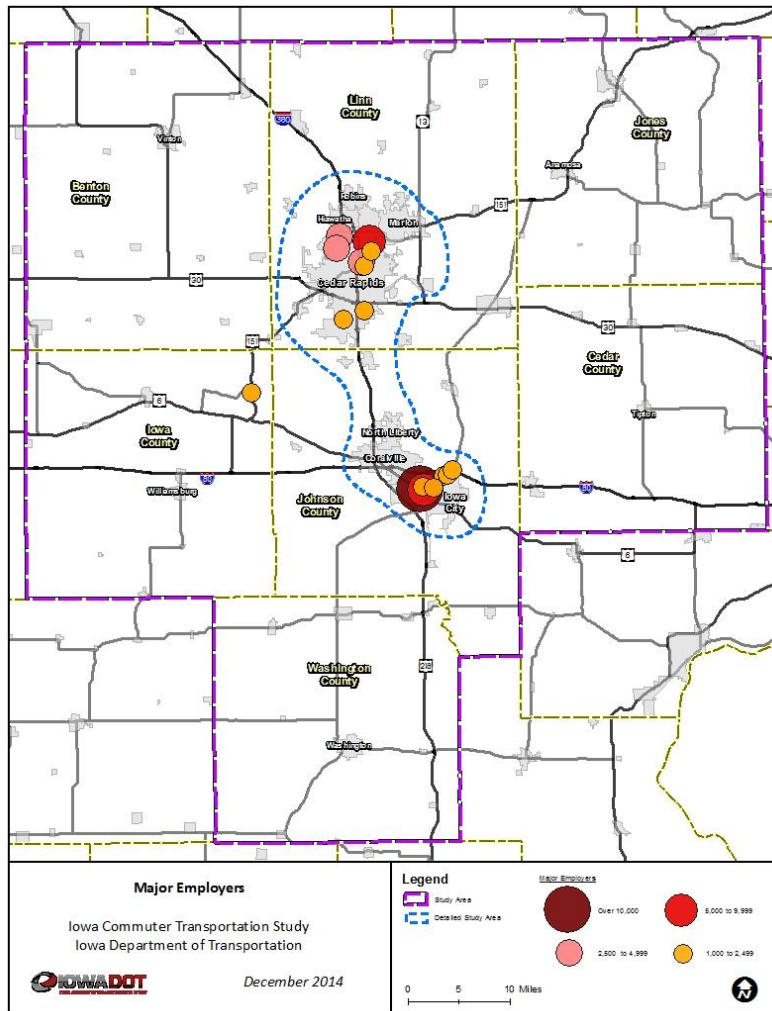 Linn
County
380
13
Jones
County
Vinton
Anamosa
Benton
County
Robins
Hiawatha
Marion
151
30
Cedar Rapids
30
151
Cedar
County
6
Tipton
Iowa
County
North Liberty
Coralville
80
Williamsburg
Johnson
County
Iowa
City
80
6
218
Washington
County
Washington
Major Employers
Iowa Commuter Transportation Study
Iowa Department of Transportation
IOWADOT
December 2014
Legend
Study Area
Detailed Study Area
Major Employers
Over 10,000
5,000 to 9,999
2,500 to 4,999
1,000 to 2,499
0 5 10 Miles
N